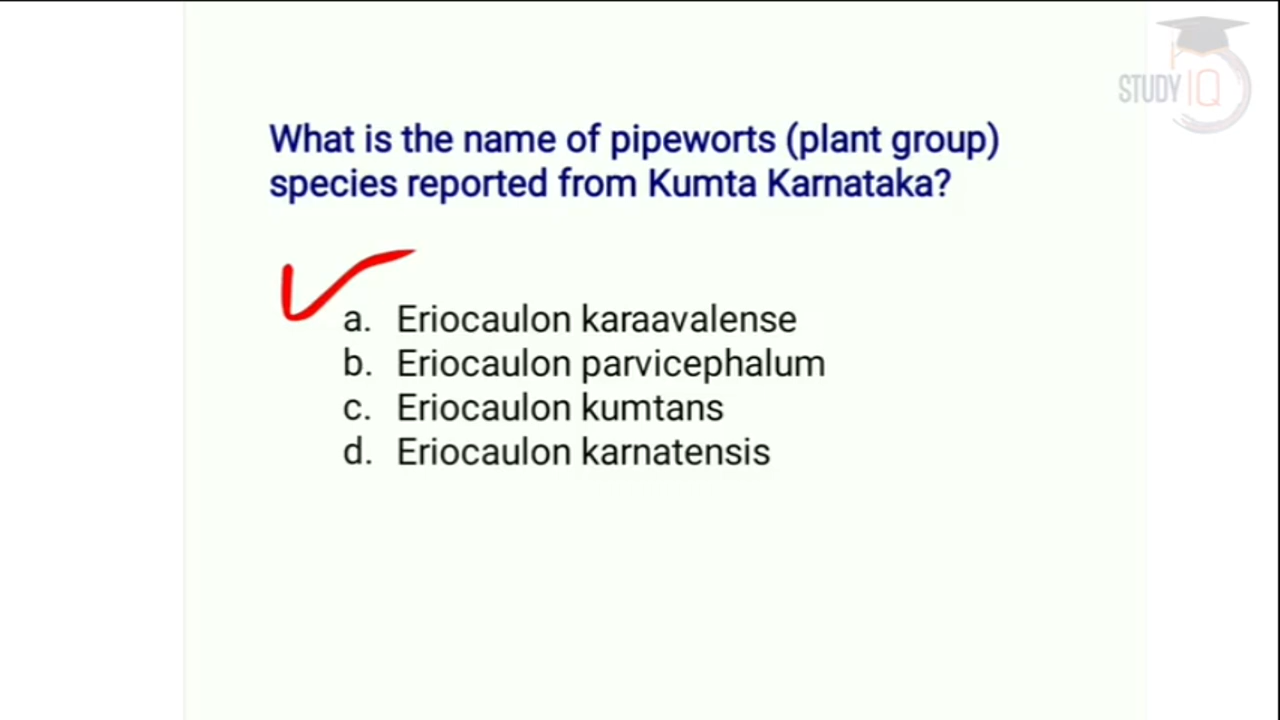 STUDY IQ
What is the name of pipeworts (plant group)
species reported from Kumta Karnataka?
a. Eriocaulon karaavalense
b. Eriocaulon parvicephalum
c. Eriocaulon kumtans
d. Eriocaulon karnatensis